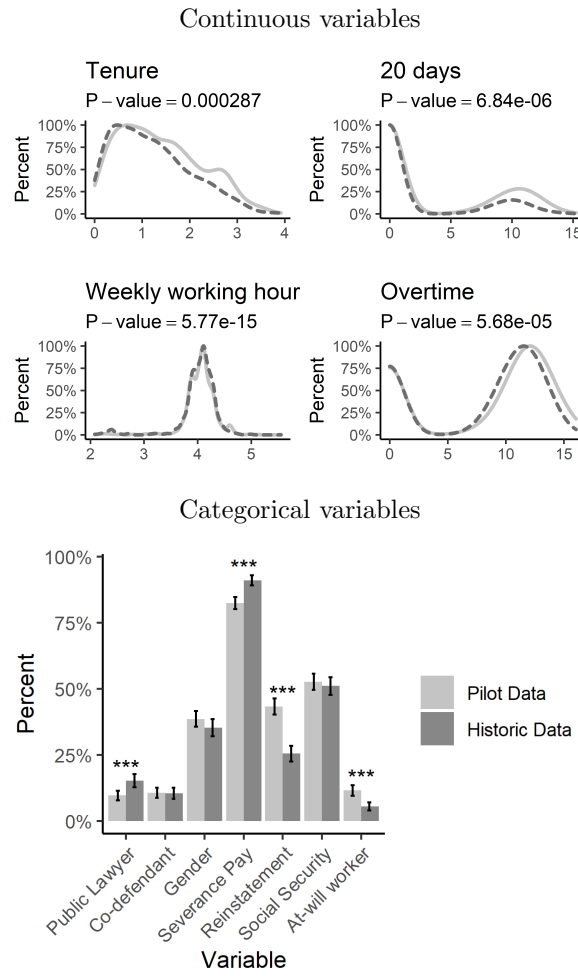 Continuous variables
Tenure
P – value = 0.000287
Percent
100%
75%
50%
25%
0%
0 1 2 3 4
20 days
P – value = 6.84e-06
Percent
100%
75%
50%
25%
0%
0 5 10 15
Weekly working hour
P – value = 5.77e-15
Percent
100%
75%
50%
25%
0%
2 3 4 5
Overtime
P – value = 5.68e-05
Percent
100%
75%
50%
25%
0%
0 5 10 15
Categorical variables
Percent
100%
75%
50%
25%
0%
***
***
***
***
Public Lawyer
Co-defendant
Gender
Severance Pay
Reinstatement
Social Security
At-will worker
Variable
Pilot Data
Historic Data